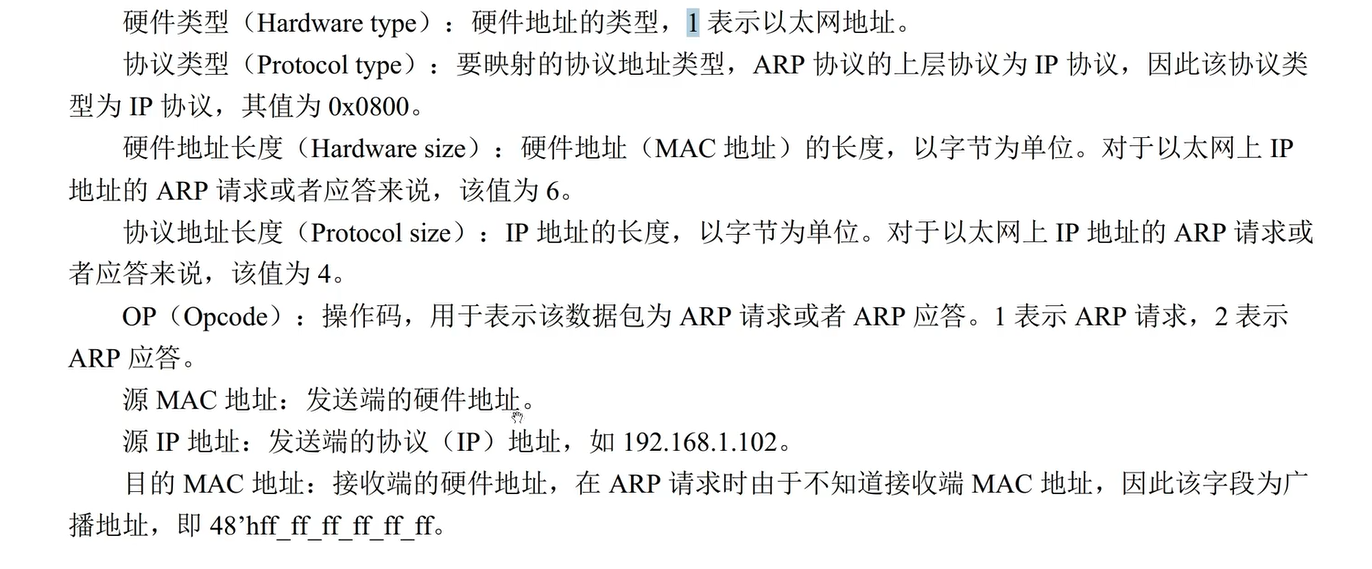 硬件类型（Hardware type）：硬件地址的类型，1 表示以太网地址。
协议类型（Protocol type）：要映射的协议地址类型，ARP 协议的上层协议为 IP 协议，因此该协议类
型为 IP 协议，其值为 0x0800。
硬件地址长度（Hardware size）：硬件地址（MAC 地址）的长度，以字节为单位。对于以太网上 IP
地址的 ARP 请求或者应答来说，该值为 6。
协议地址长度（Protocol size）：IP 地址的长度，以字节为单位。对于以太网上 IP 地址的 ARP 请求或
者应答来说，该值为 4。
OP（Opcode）：操作码，用于表示该数据包为 ARP 请求或者 ARP 应答。1 表示 ARP 请求，2 表示
ARP 应答。
源 MAC 地址：发送端的硬件地址。
源 IP 地址：发送端的协议（IP）地址，如 192.168.1.102。
目的 MAC 地址：接收端的硬件地址，在 ARP 请求时由于不知道接收端 MAC 地址，因此该字段为广
播地址，即 48’hff_ff_ff_ff_ff_ff。